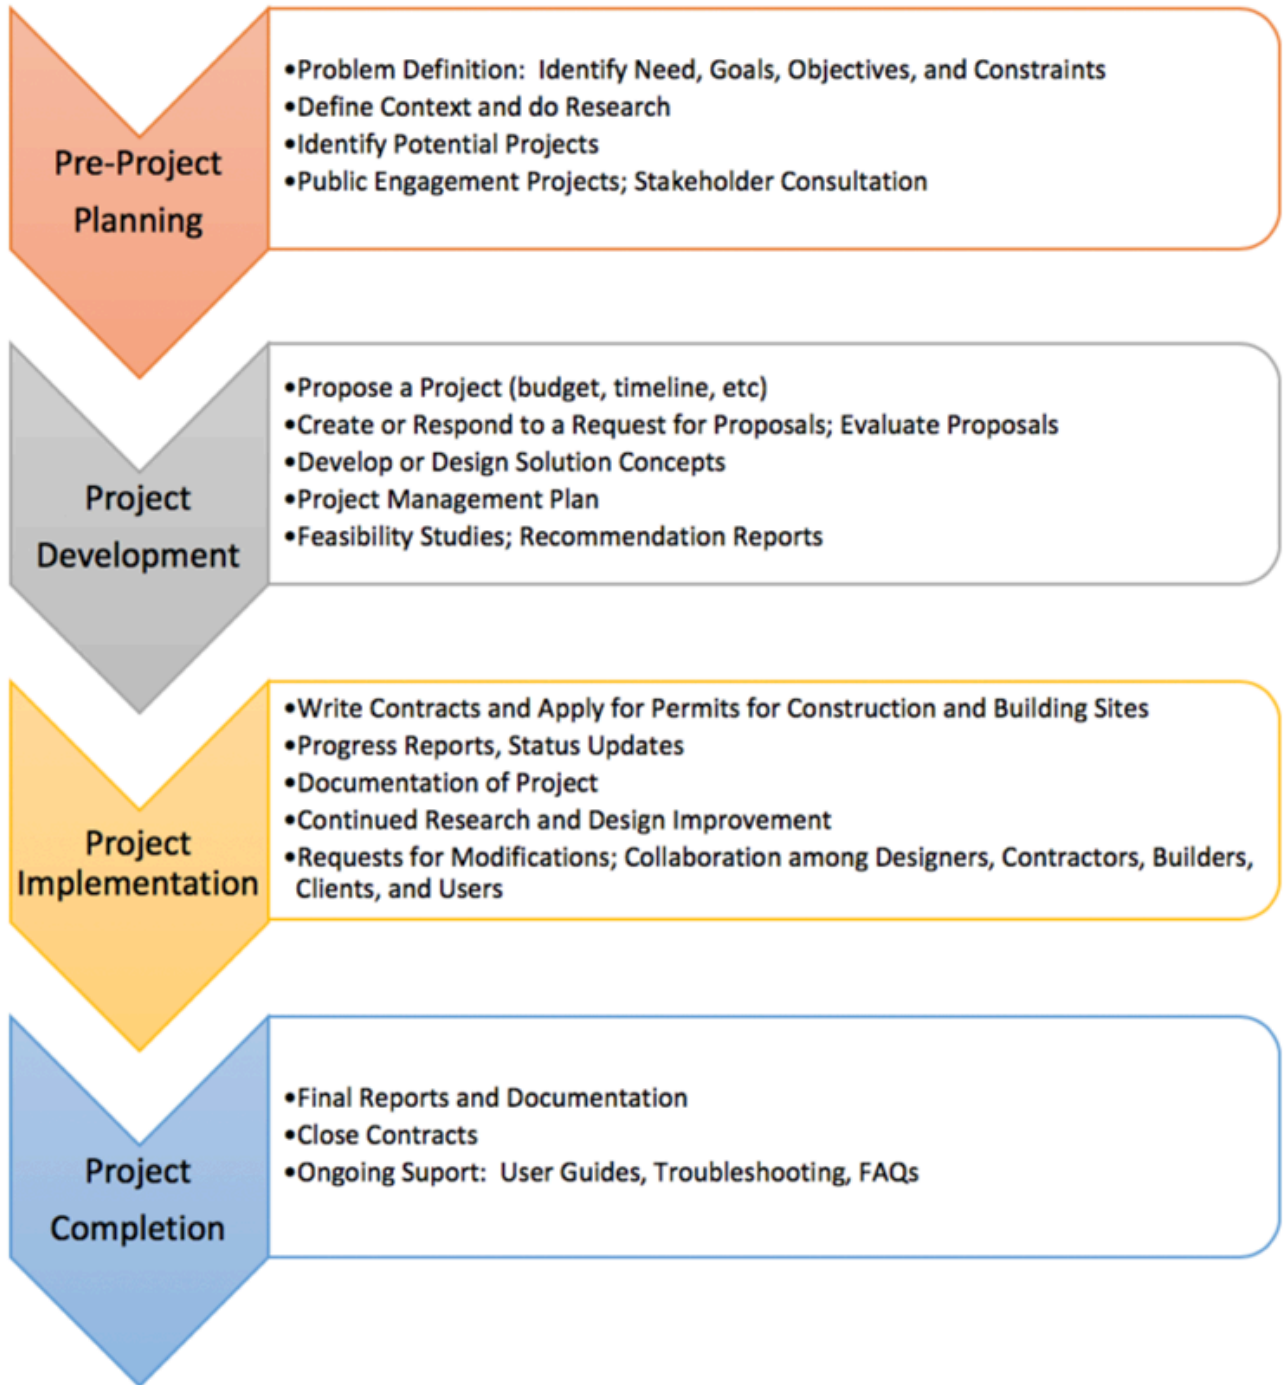 Pre-Project
Planning
•Problem Definition:  Identify Need, Goals, Objectives, and Constraints
•Define Context and do Research
•Identify Potential Projects
•Public Engagement Projects; Stakeholder Consultation
Project
Development
•Propose a Project (budget, timeline, etc)
•Create or Respond to a Request for Proposals; Evaluate Proposals
•Develop or Design Solution Concepts
•Project Management Plan
•Feasibility Studies; Recommendation Reports
Project
Implementation
•Write Contracts and Apply for Permits for Construction and Building Sites
•Progress Reports, Status Updates
•Documentation of Project
•Continued Research and Design Improvement
•Requests for Modifications; Collaboration among Designers, Contractors, Builders,
Clients, and Users
Project
Completion
•Final Reports and Documentation
•Close Contracts
•Ongoing Suport:  User Guides, Troubleshooting, FAQs